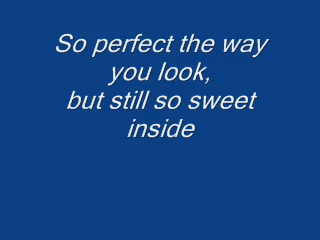 So perfect the way
you look,
but still so sweet
inside